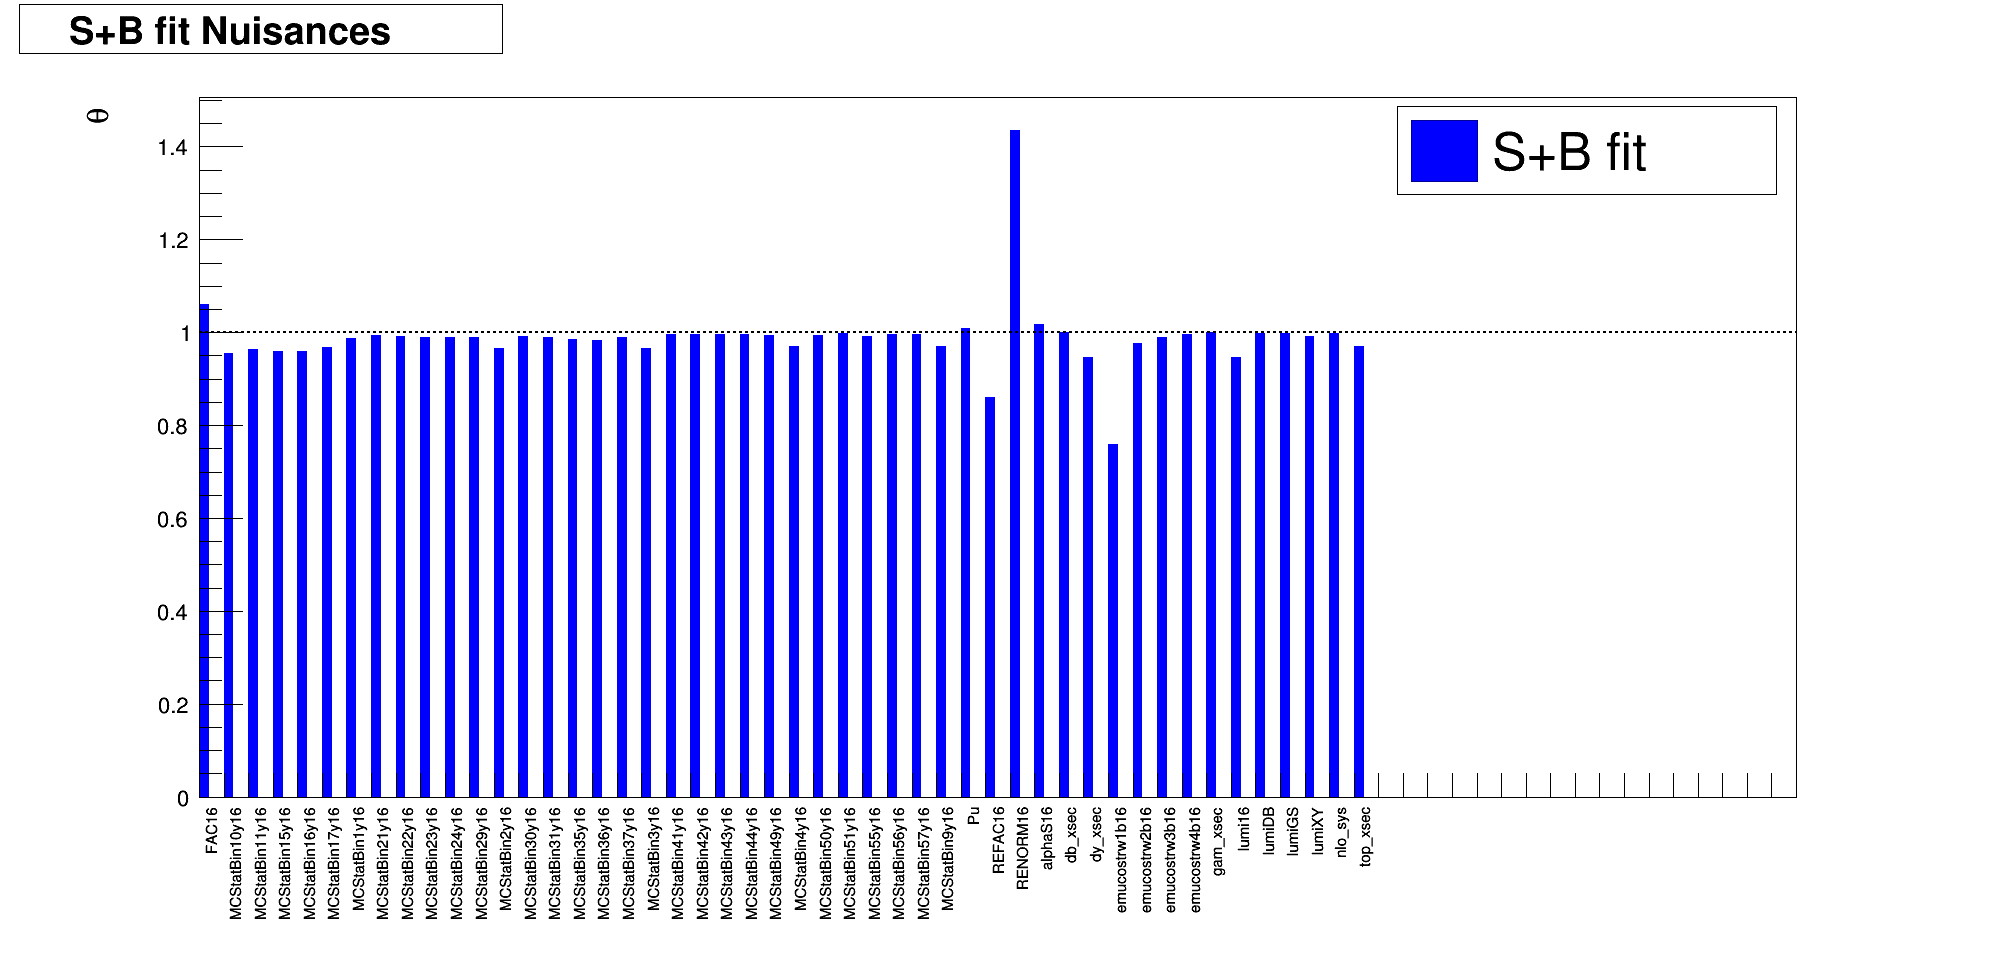 S+B fit Nuisances
θ
S+B fit
1.4
1.2
1
0.8
0.6
0.4
0.2
0
FAC16
MCStatBin10y16
MCStatBin11y16
MCStatBin15y16
MCStatBin16y16
MCStatBin17y16
MCStatBin1y16
MCStatBin21y16
MCStatBin22y16
MCStatBin23y16
MCStatBin24y16
MCStatBin29y16
MCStatBin2y16
MCStatBin30y16
MCStatBin31y16
MCStatBin35y16
MCStatBin36y16
MCStatBin37y16
MCStatBin3y16
MCStatBin41y16
MCStatBin42y16
MCStatBin43y16
MCStatBin44y16
MCStatBin49y16
MCStatBin4y16
MCStatBin50y16
MCStatBin51y16
MCStatBin55y16
MCStatBin56y16
MCStatBin57y16
MCStatBin9y16
Pu
REFAC16
RENORM16
alphaS16
db_xsec
dy_xsec
emucostrw1b16
emucostrw2b16
emucostrw3b16
emucostrw4b16
gam_xsec
lumi16
lumiDB
lumiGS
lumiXY
nlo_sys
top_xsec